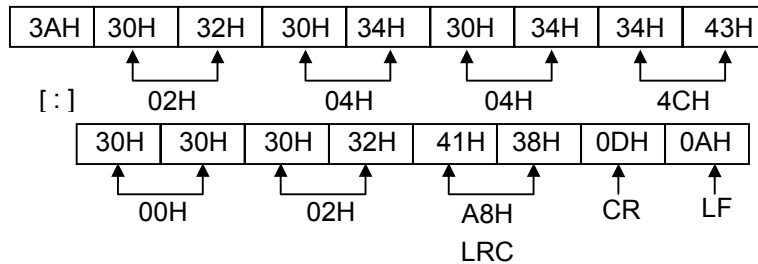 3AH 30H 32H 30H 34H 30H 34H 34H 43H
[ : ] 02H 04H 04H 4CH
30H 30H 30H 32H 41H 38H 0DH 0AH
00H 02H A8H CR LF
LRC